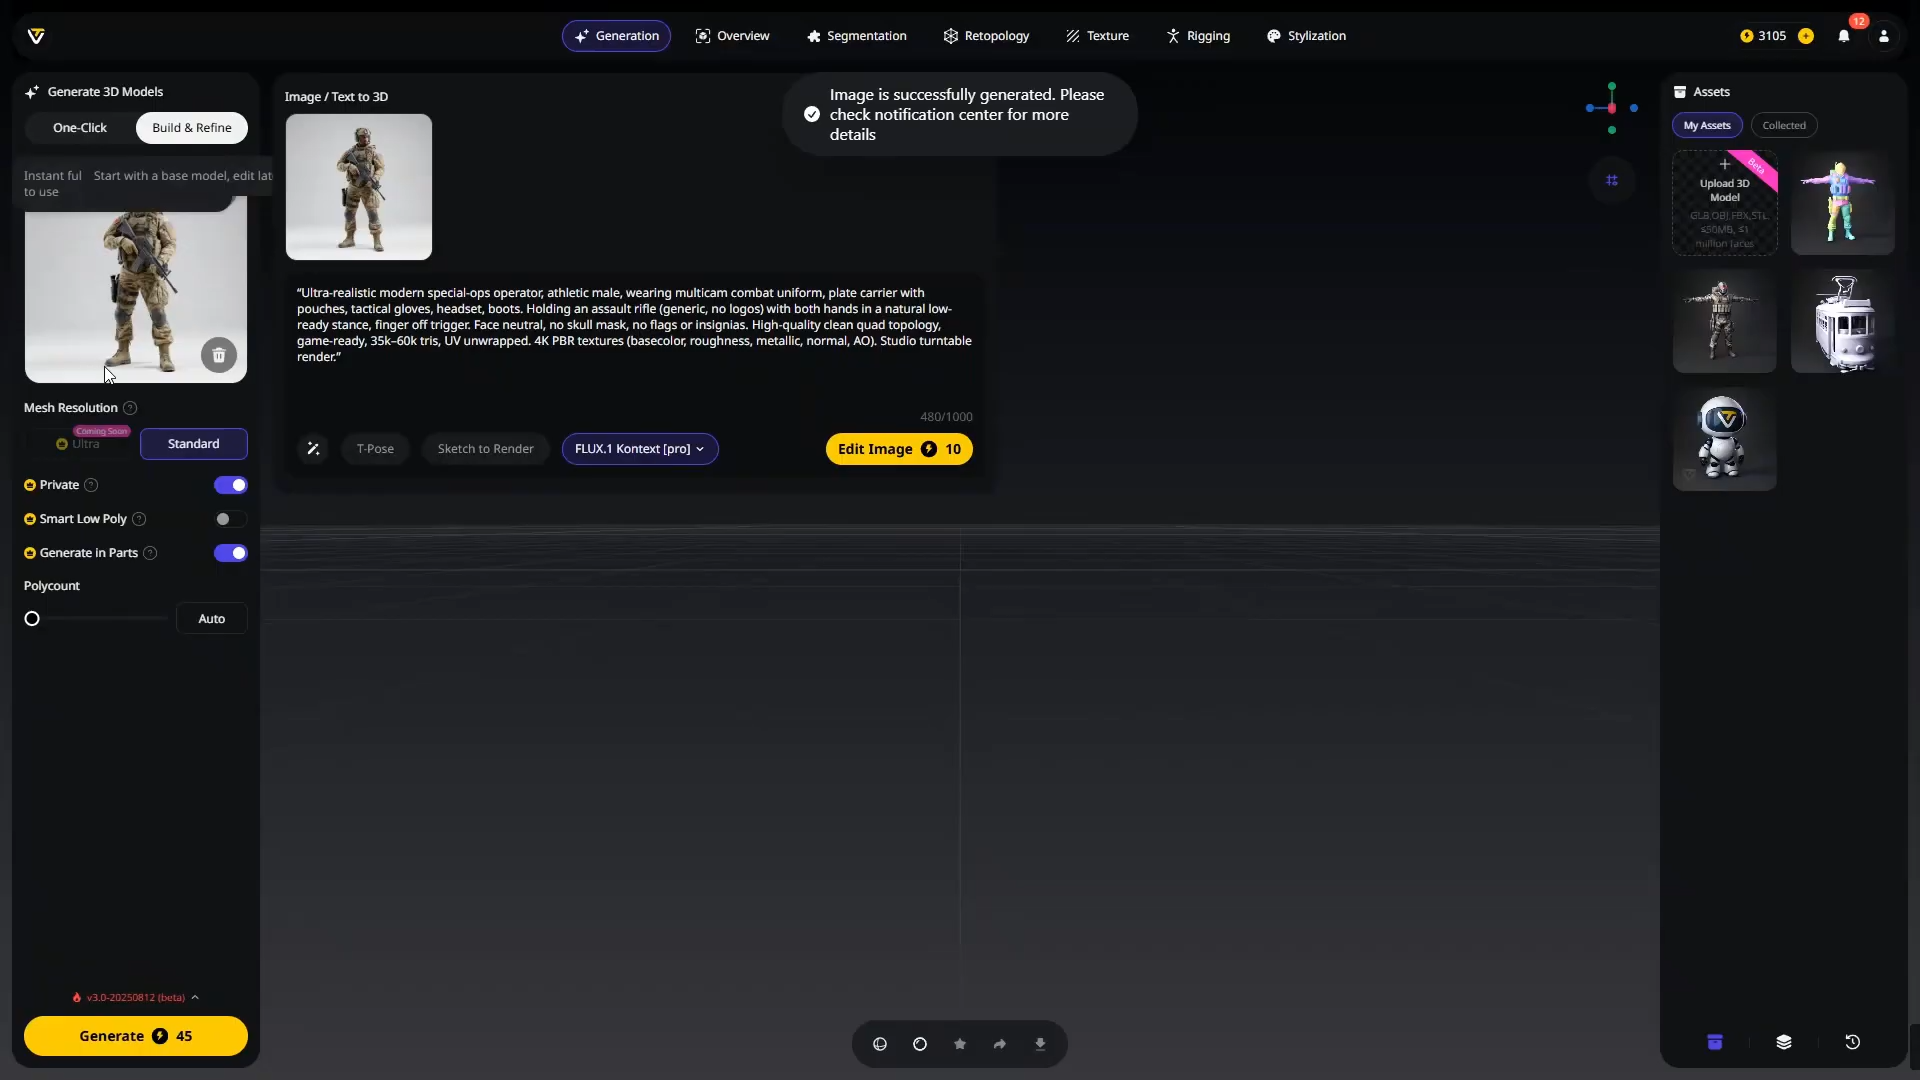 Generation
Overview
Segmentation
Retopology
Texture
Rigging
Stylization
3105
12
Generate 3D Models
One-Click
Build & Refine
Instant ful
to use
Start with a base model, edit lat
Mesh Resolution
Coming Soon
Ultra
Standard
Private
Smart Low Poly
Generate in Parts
Polycount
Auto
v3.0-20250812 (beta)
Generate 45
Image / Text to 3D
“Ultra-realistic modern special-ops operator, athletic male, wearing multicam combat uniform, plate carrier with
pouches, tactical gloves, headset, boots. Holding an assault rifle (generic, no logos) with both hands in a natural low-
ready stance, finger off trigger. Face neutral, no skull mask, no flags or insignias. High-quality clean quad topology,
game-ready, 35k–60k tris, UV unwrapped. 4K PBR textures (basecolor, roughness, metallic, normal, AO). Studio turntable
render.”
480/1000
T-Pose
Sketch to Render
FLUX.1 Kontext [pro]
Edit Image 10
Image is successfully generated. Please
check notification center for more
details
Assets
My Assets
Collected
Beta
Upload 3D
Model
GLB,OBJ,FBX,STL,
≤50MB, ≤1
million faces